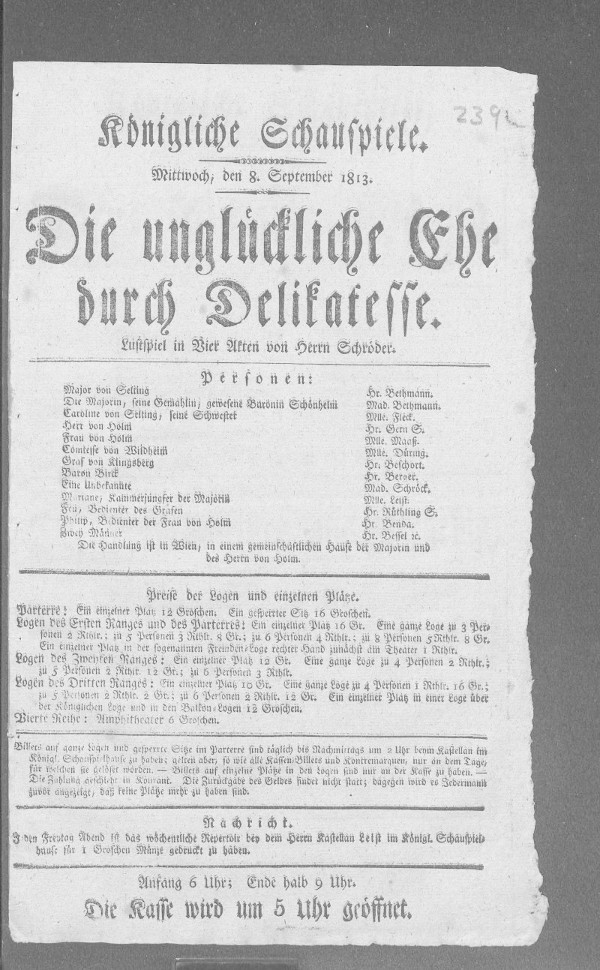 239
Königliche Schauspiele.
Mittwoch, den 8. September 1813.
Die unglückliche Ehe
durch Delikatesse.
Lustspiel in Vier Akten von Herrn Schröder.
Personen:
Major von Selting Hr. Bethmann.
Die Majorin, seine Gemahlin, gewesene Baronin Schönhelm Mad. Bethmann.
Caroline von Selting, seine Schwester Mlle. Fleck.
Herr von Holm Hr. Gern S.
Frau von Holm Mlle. Maaß.
Comtesse von Wildheim Mlle. Düring.
Graf von Klingsberg Hr. Beschort.
Baron Birck Hr. Berger.
Eine Unbekannte Mad. Schröck.
Mariane, Kammerjungfer der Majorin Mlle. Leist.
Bedienter des Grafen Hr. Rüthling S.
Philip, Bedienter der Frau von Holm Hr. Benda.
Zwey Männer Hr. Bessel ꝛc.
Die Handlung ist in Wien, in einem gemeinschaftlichen Hause der Majorin und
des Herrn von Holm.
Preise der Logen und einzelnen Plätze.
Parterre: Ein einzelner Platz 12 Groschen. Ein gesperrter Sitz 16 Groschen.
Logen des Ersten Ranges und des Parterres: Ein einzelner Platz 16 Gr. Eine ganze Loge zu 3 Per-
sonen 2 Rthlr.; zu 5 Personen 3 Rthlr. 8 Gr.; zu 6 Personen 4 Rthlr.; zu 8 Personen 5 Rthlr. 8 Gr.
Ein einzelner Platz in der sogenannten Fremden-Loge rechter Hand zunächst am Theater 1 Rthlr.
Logen des Zweyten Ranges: Ein einzelner Platz 12 Gr. Eine ganze Loge zu 4 Personen 2 Rthlr.;
zu 5 Personen 2 Rthlr. 12 Gr.; zu 6 Personen 3 Rthlr.
Logen des Dritten Ranges: Ein einzelner Platz 10 Gr. Eine ganze Loge zu 4 Personen 1 Rthlr. 16 Gr.;
zu 5 Personen 2 Rthlr. 2 Gr.; zu 6 Personen 2 Rthlr. 12 Gr. Ein einzelner Platz in einer Loge über
der Königlichen Loge und in den Balkon-Logen 12 Groschen.
Vierte Reihe: Amphitheater 6 Groschen.
Billets auf ganze Logen und gesperrte Sitze im Parterre sind täglich bis Nachmittags um 2 Uhr beym Kastellan im
Königl. Schauspielhause zu haben; gelten aber, so wie alle Kassen-Billets und Kontremarquen, nur an dem Tage,
für welchen sie gelöset worden. — Billets auf einzelne Plätze in den Logen sind nur an der Kasse zu haben. —
Die Zahlung geschieht in Kourant. Die Zurückgabe des Geldes findet nicht statt; dagegen wird es Jedermann
zuvor angezeigt, daß keine Plätze mehr zu haben sind.
Nachricht.
Jeden Freytag Abend ist das wöchentliche Repertoir bey dem Herrn Kastellan Leist im Königl. Schauspiel-
hause für 1 Groschen Münze gedruckt zu haben.
Anfang 6 Uhr; Ende halb 9 Uhr.
Die Kasse wird um 5 Uhr geöffnet.